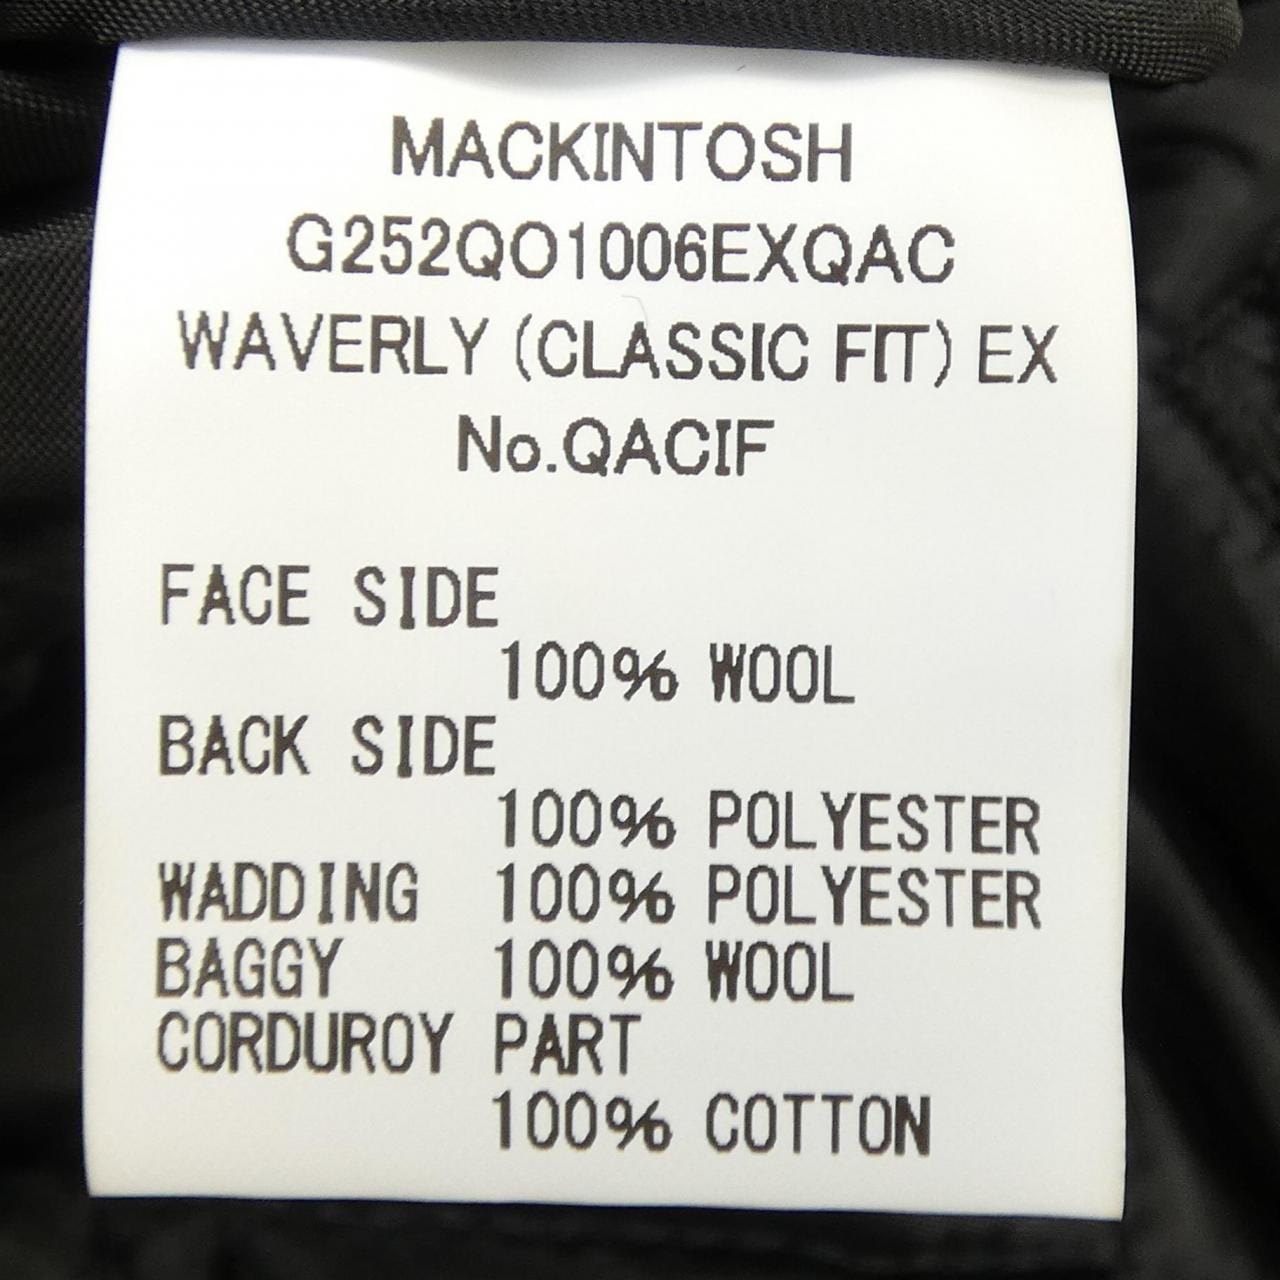 MACKINTOSH
G252QO1006EXQAC
WAVERLY (CLASSIC FIT) EX
No.QACIF
FACE SIDE
100% WOOL
BACK SIDE
100% POLYESTER
WADDING 100% POLYESTER
BAGGY 100% WOOL
CORDUROY PART
100% COTTON